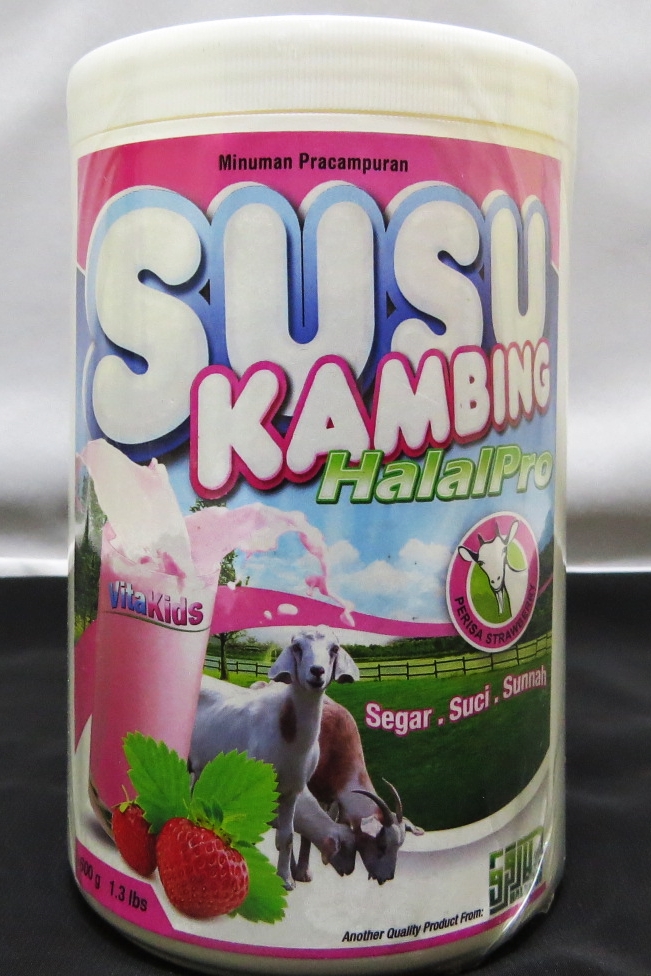 Minuman Pracampuran
SUSU
KAMBING
HalalPro
VitaKids
PERISA STRAWBERRY
Segar . Suci . Sunnah
1.3 lbs
Another Quality Product From: